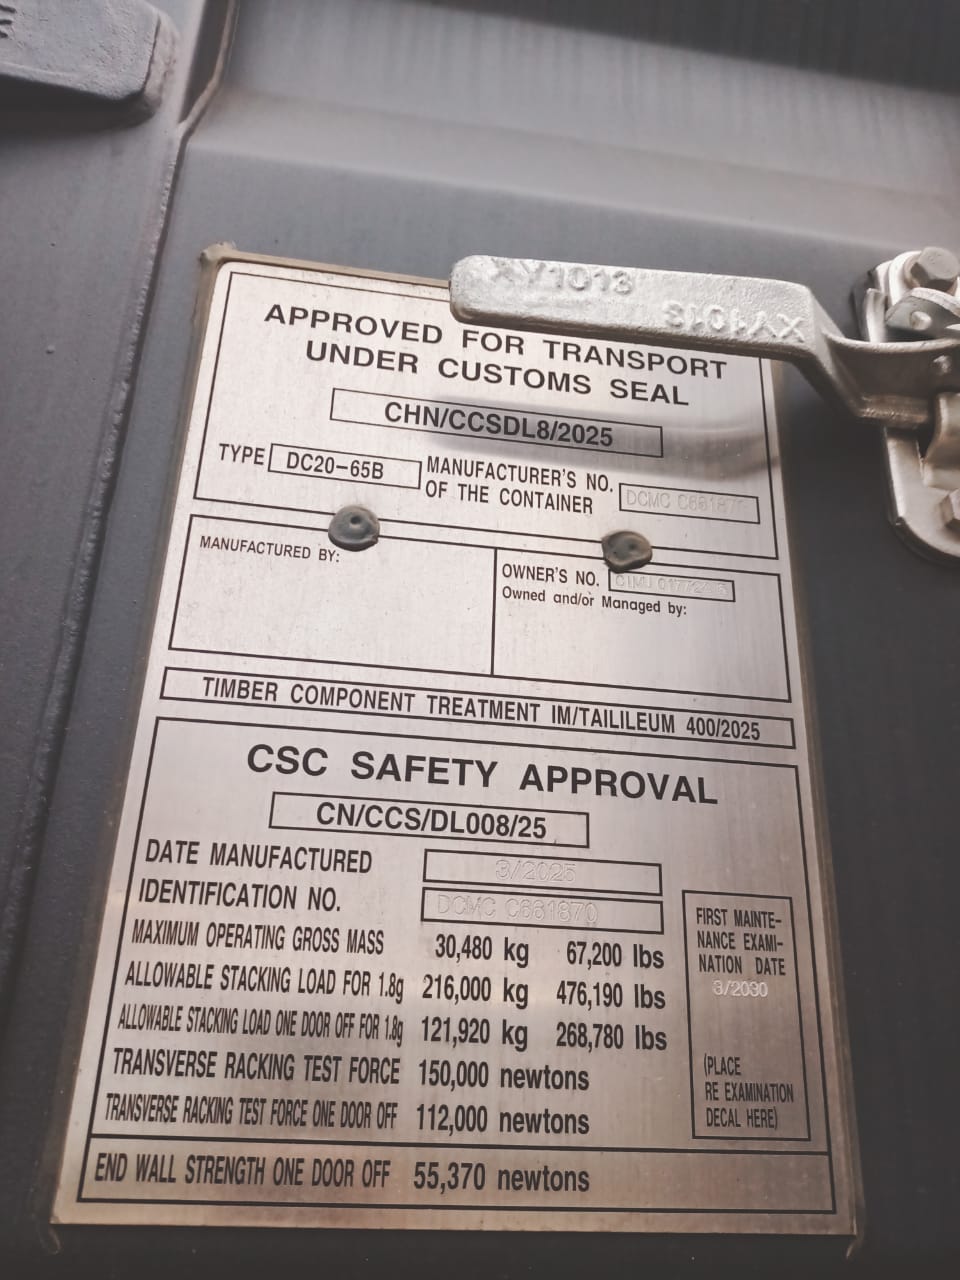 XY1013
XY1013
APPROVED FOR TRANSPORT
UNDER CUSTOMS SEAL
CHN/CCSDL8/2025
TYPE DC20-65B
MANUFACTURER'S NO.
OF THE CONTAINER
DCMC
MANUFACTURED BY:
OWNER'S NO.
Owned and/or Managed by:
TIMBER COMPONENT TREATMENT IM/TAILILEUM 400/2025
CSC SAFETY APPROVAL
CN/CCS/DL008/25
DATE MANUFACTURED 3/2025
IDENTIFICATION NO. DCMC C661870
MAXIMUM OPERATING GROSS MASS 30,480 kg 67,200 lbs
ALLOWABLE STACKING LOAD FOR 1.8g 216,000 kg 476,190 lbs
ALLOWABLE STACKING LOAD ONE DOOR OFF FOR 1.8g 121,920 kg 268,780 lbs
TRANSVERSE RACKING TEST FORCE 150,000 newtons
TRANSVERSE RACKING TEST FORCE ONE DOOR OFF 112,000 newtons
END WALL STRENGTH ONE DOOR OFF 55,370 newtons
FIRST MAINTE-
NANCE EXAMI-
NATION DATE
3/2030
(PLACE
RE EXAMINATION
DECAL HERE)